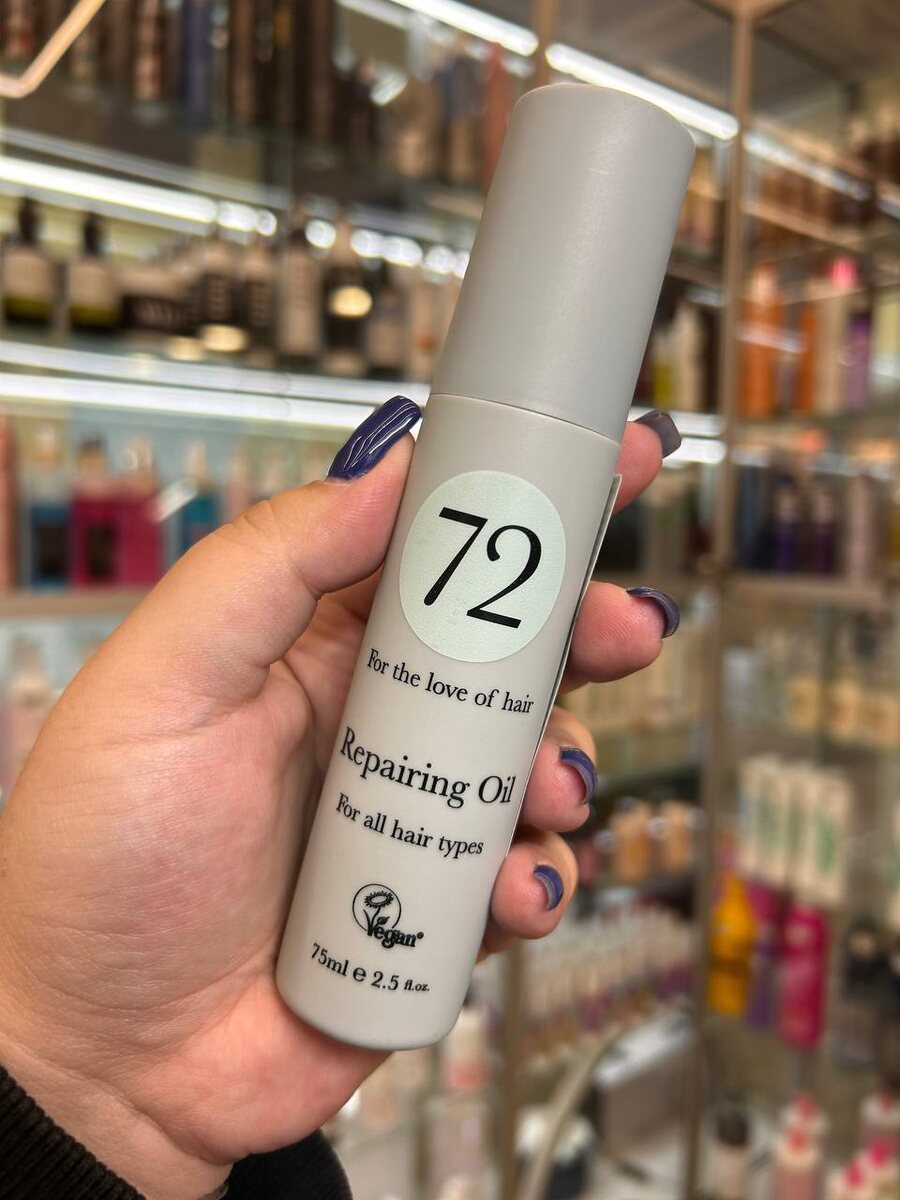 72
For the love of hair
Repairing Oil
For all hair types
Vegan
75ml e 2.5 fl.oz.